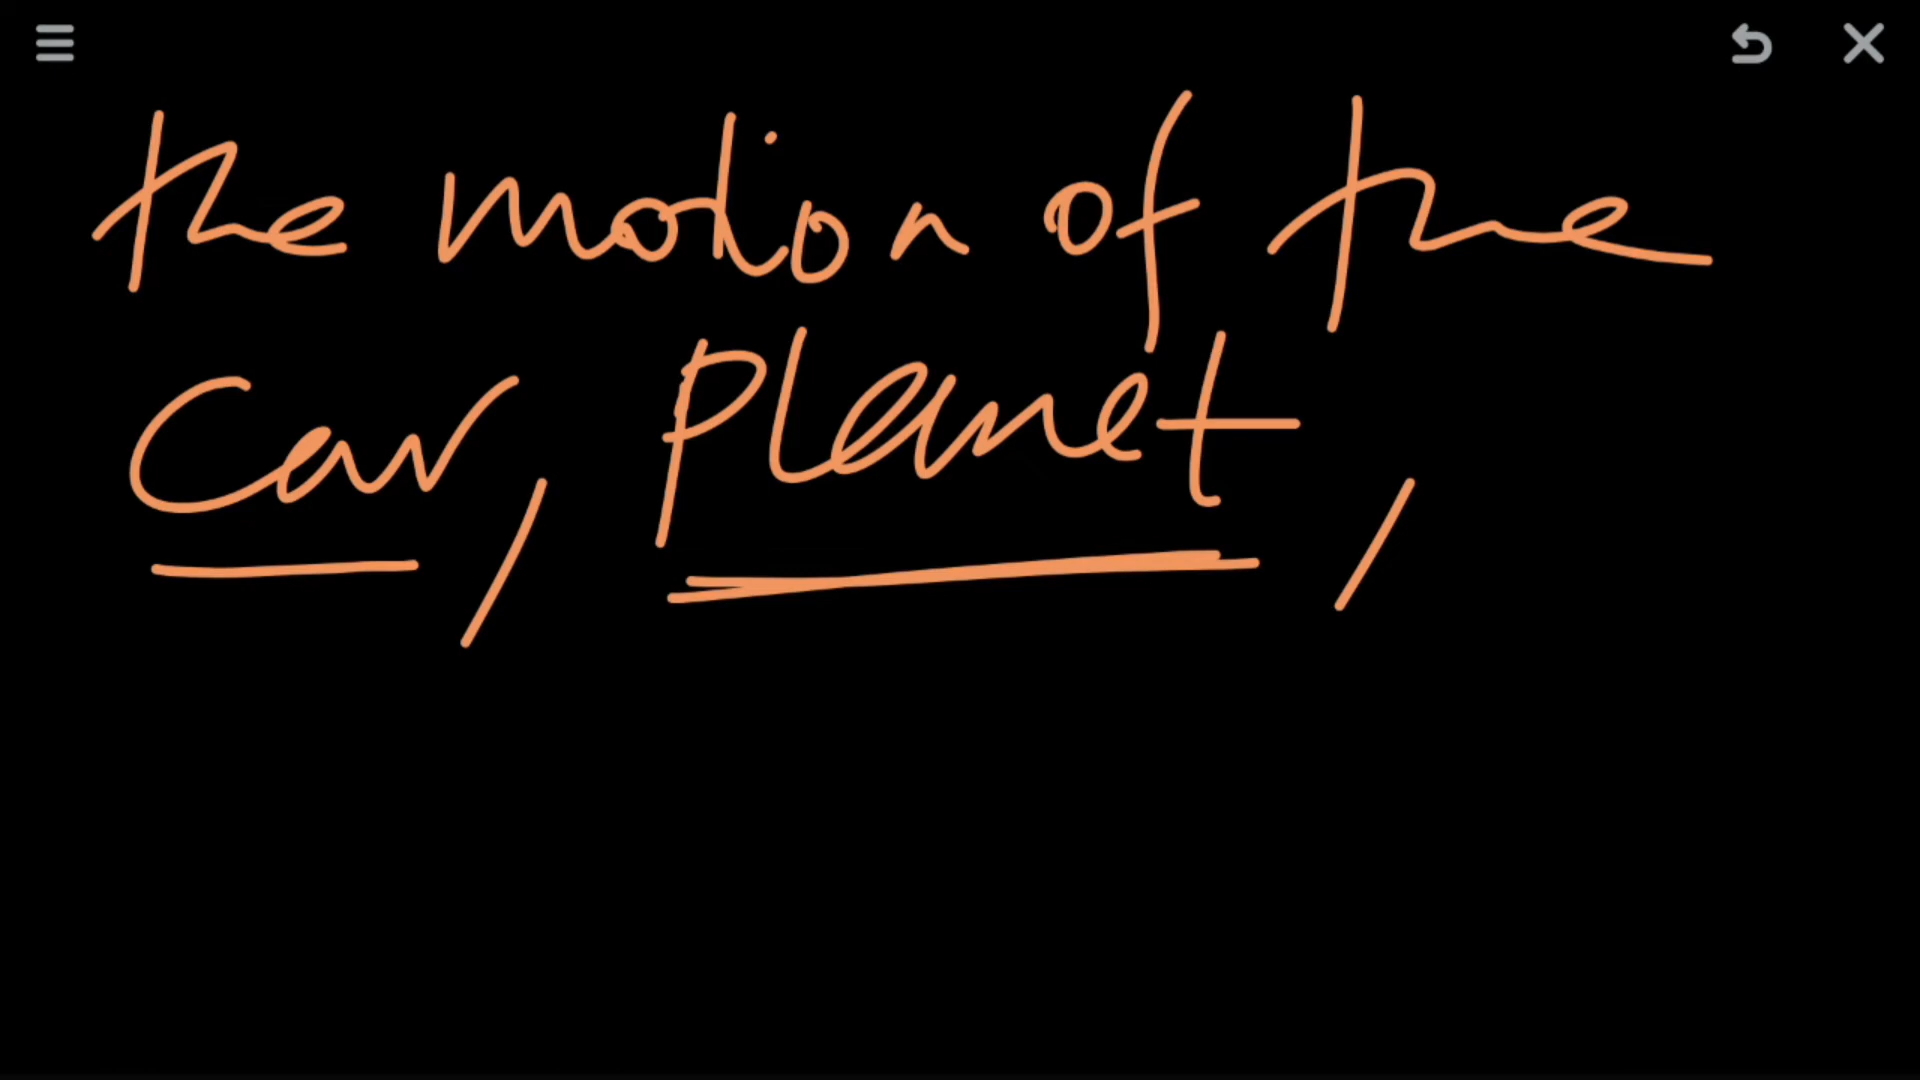 the motion of the
Car, Planet,